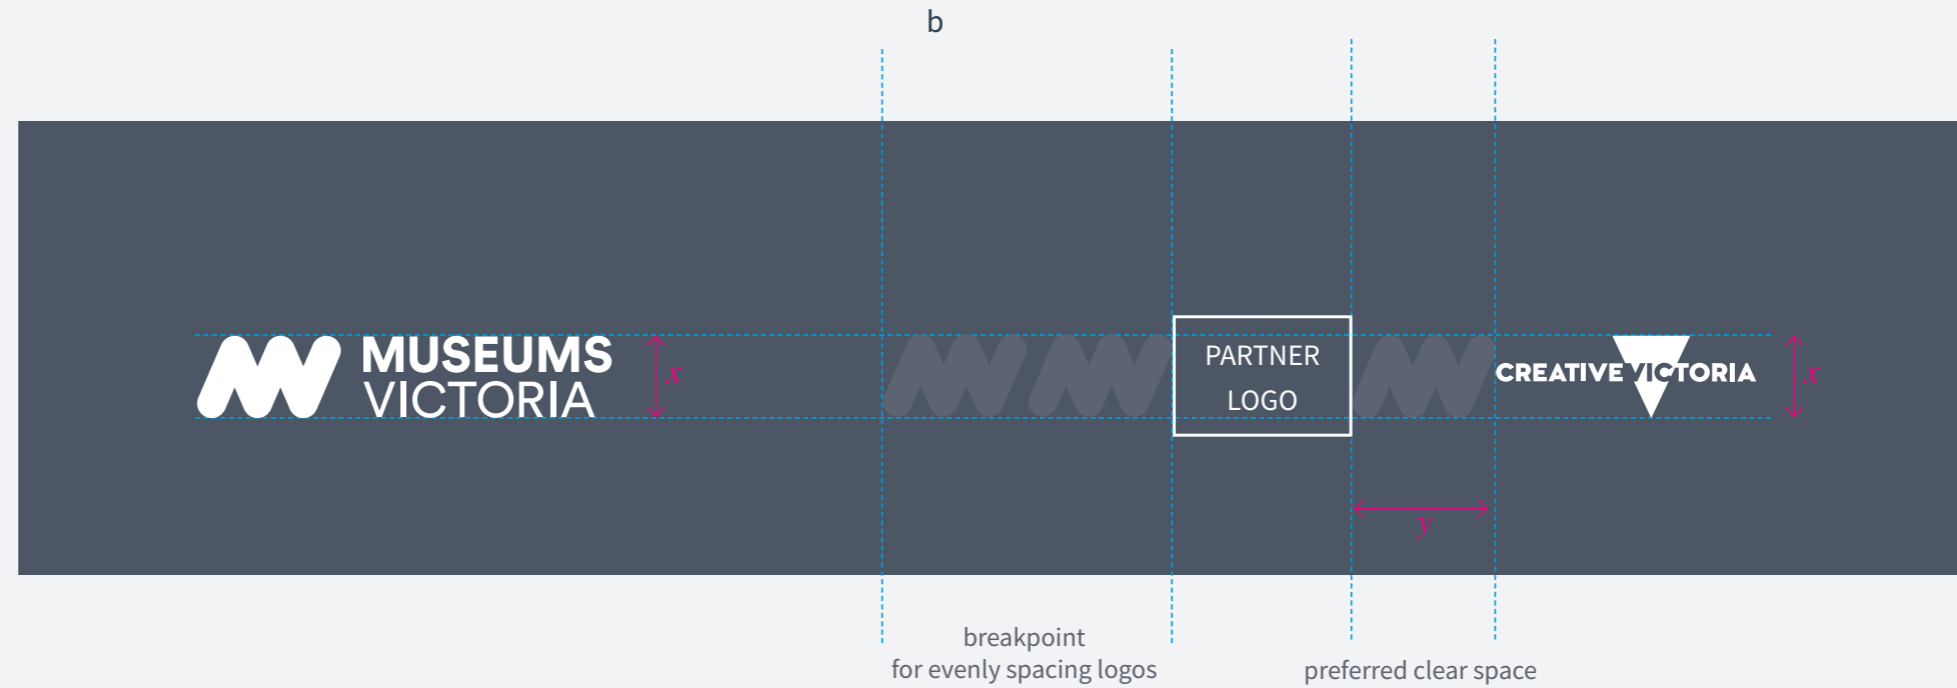 b
MUSEUMS
VICTORIA
x
PARTNER
LOGO
CREATIVE VICTORIA
x
y
breakpoint
for evenly spacing logos
preferred clear space